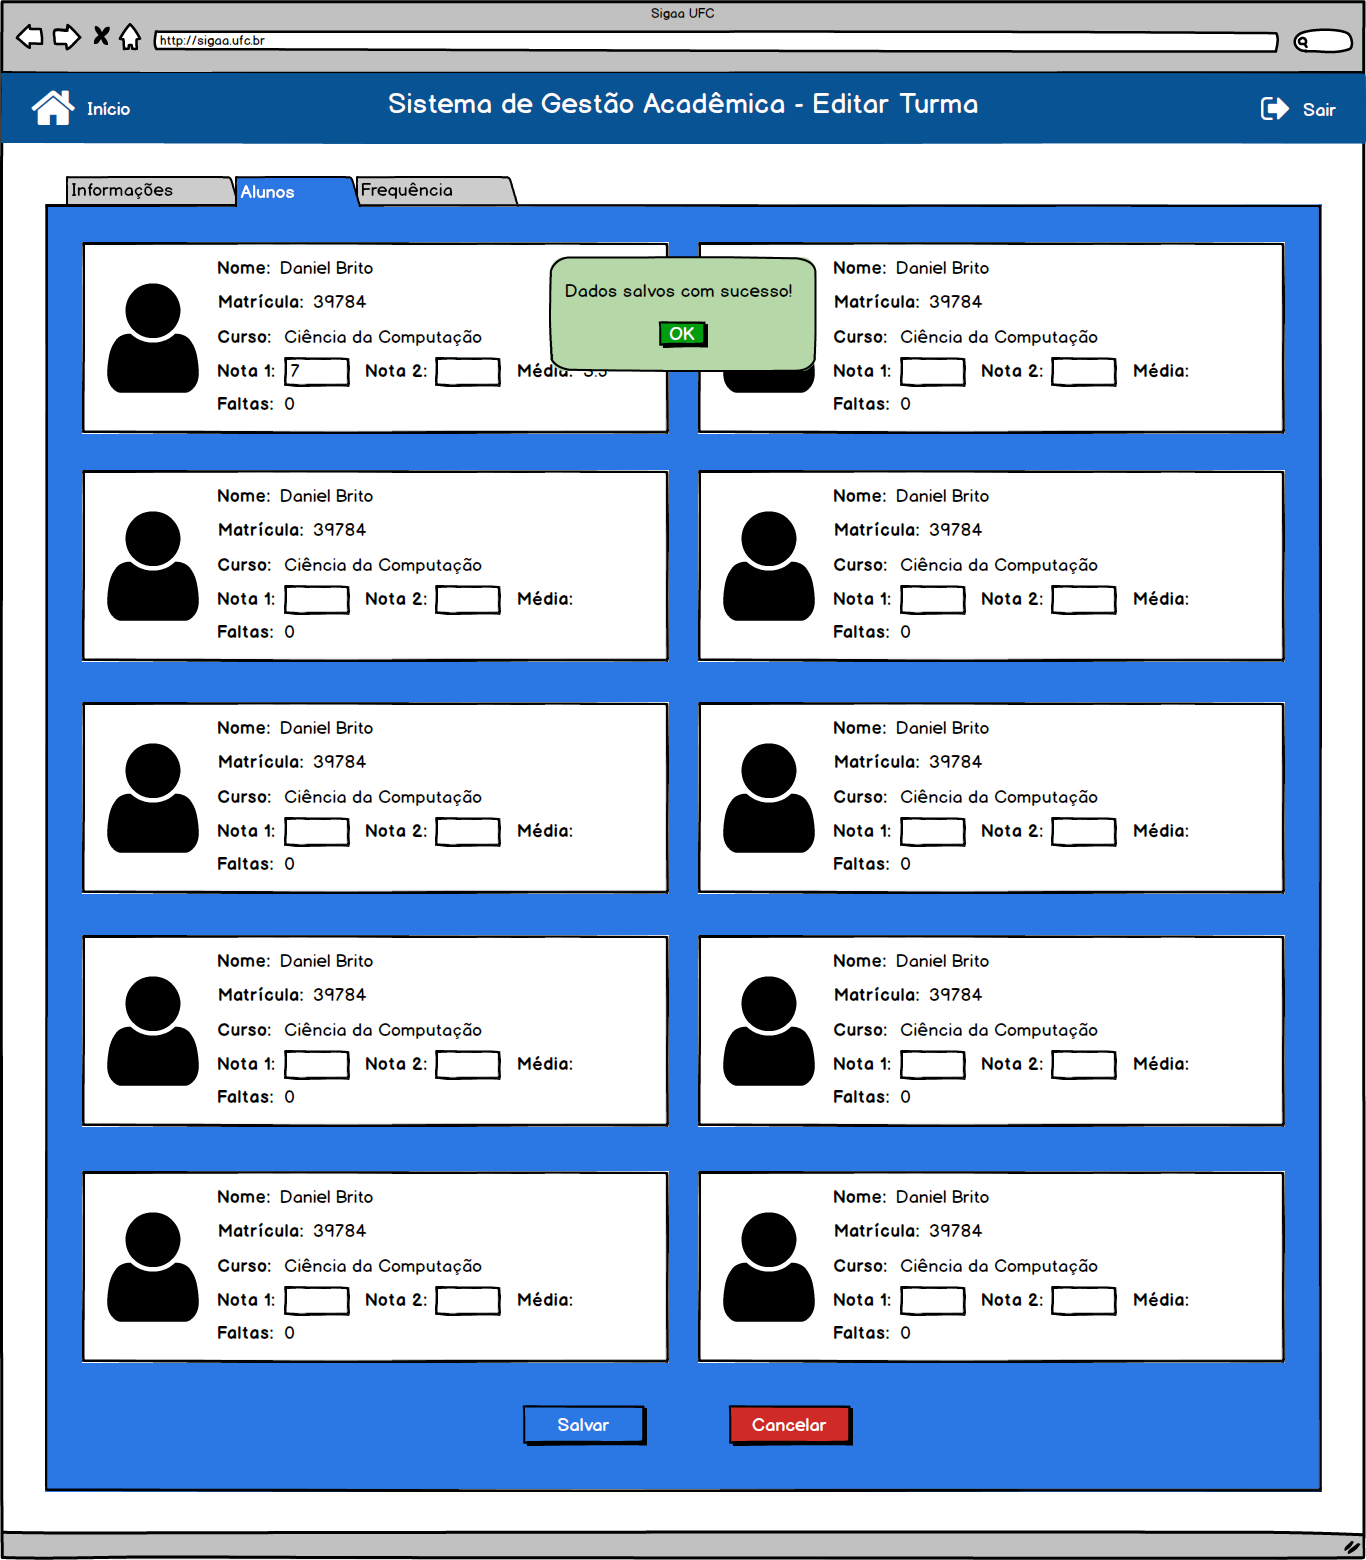 Sigaa UFC
http://sigaa.ufc.br
Início
Sistema de Gestão Acadêmica - Editar Turma
Sair
Informações
Alunos
Frequência
Nome: Daniel Brito
Matrícula: 39784
Curso: Ciência da Computação
Nota 1: 7 Nota 2: Média:
Faltas: 0
Dados salvos com sucesso!
OK
Nome: Daniel Brito
Matrícula: 39784
Curso: Ciência da Computação
Nota 1: Nota 2: Média:
Faltas: 0
Nome: Daniel Brito
Matrícula: 39784
Curso: Ciência da Computação
Nota 1: Nota 2: Média:
Faltas: 0
Nome: Daniel Brito
Matrícula: 39784
Curso: Ciência da Computação
Nota 1: Nota 2: Média:
Faltas: 0
Nome: Daniel Brito
Matrícula: 39784
Curso: Ciência da Computação
Nota 1: Nota 2: Média:
Faltas: 0
Nome: Daniel Brito
Matrícula: 39784
Curso: Ciência da Computação
Nota 1: Nota 2: Média:
Faltas: 0
Nome: Daniel Brito
Matrícula: 39784
Curso: Ciência da Computação
Nota 1: Nota 2: Média:
Faltas: 0
Nome: Daniel Brito
Matrícula: 39784
Curso: Ciência da Computação
Nota 1: Nota 2: Média:
Faltas: 0
Nome: Daniel Brito
Matrícula: 39784
Curso: Ciência da Computação
Nota 1: Nota 2: Média:
Faltas: 0
Nome: Daniel Brito
Matrícula: 39784
Curso: Ciência da Computação
Nota 1: Nota 2: Média:
Faltas: 0
Salvar
Cancelar